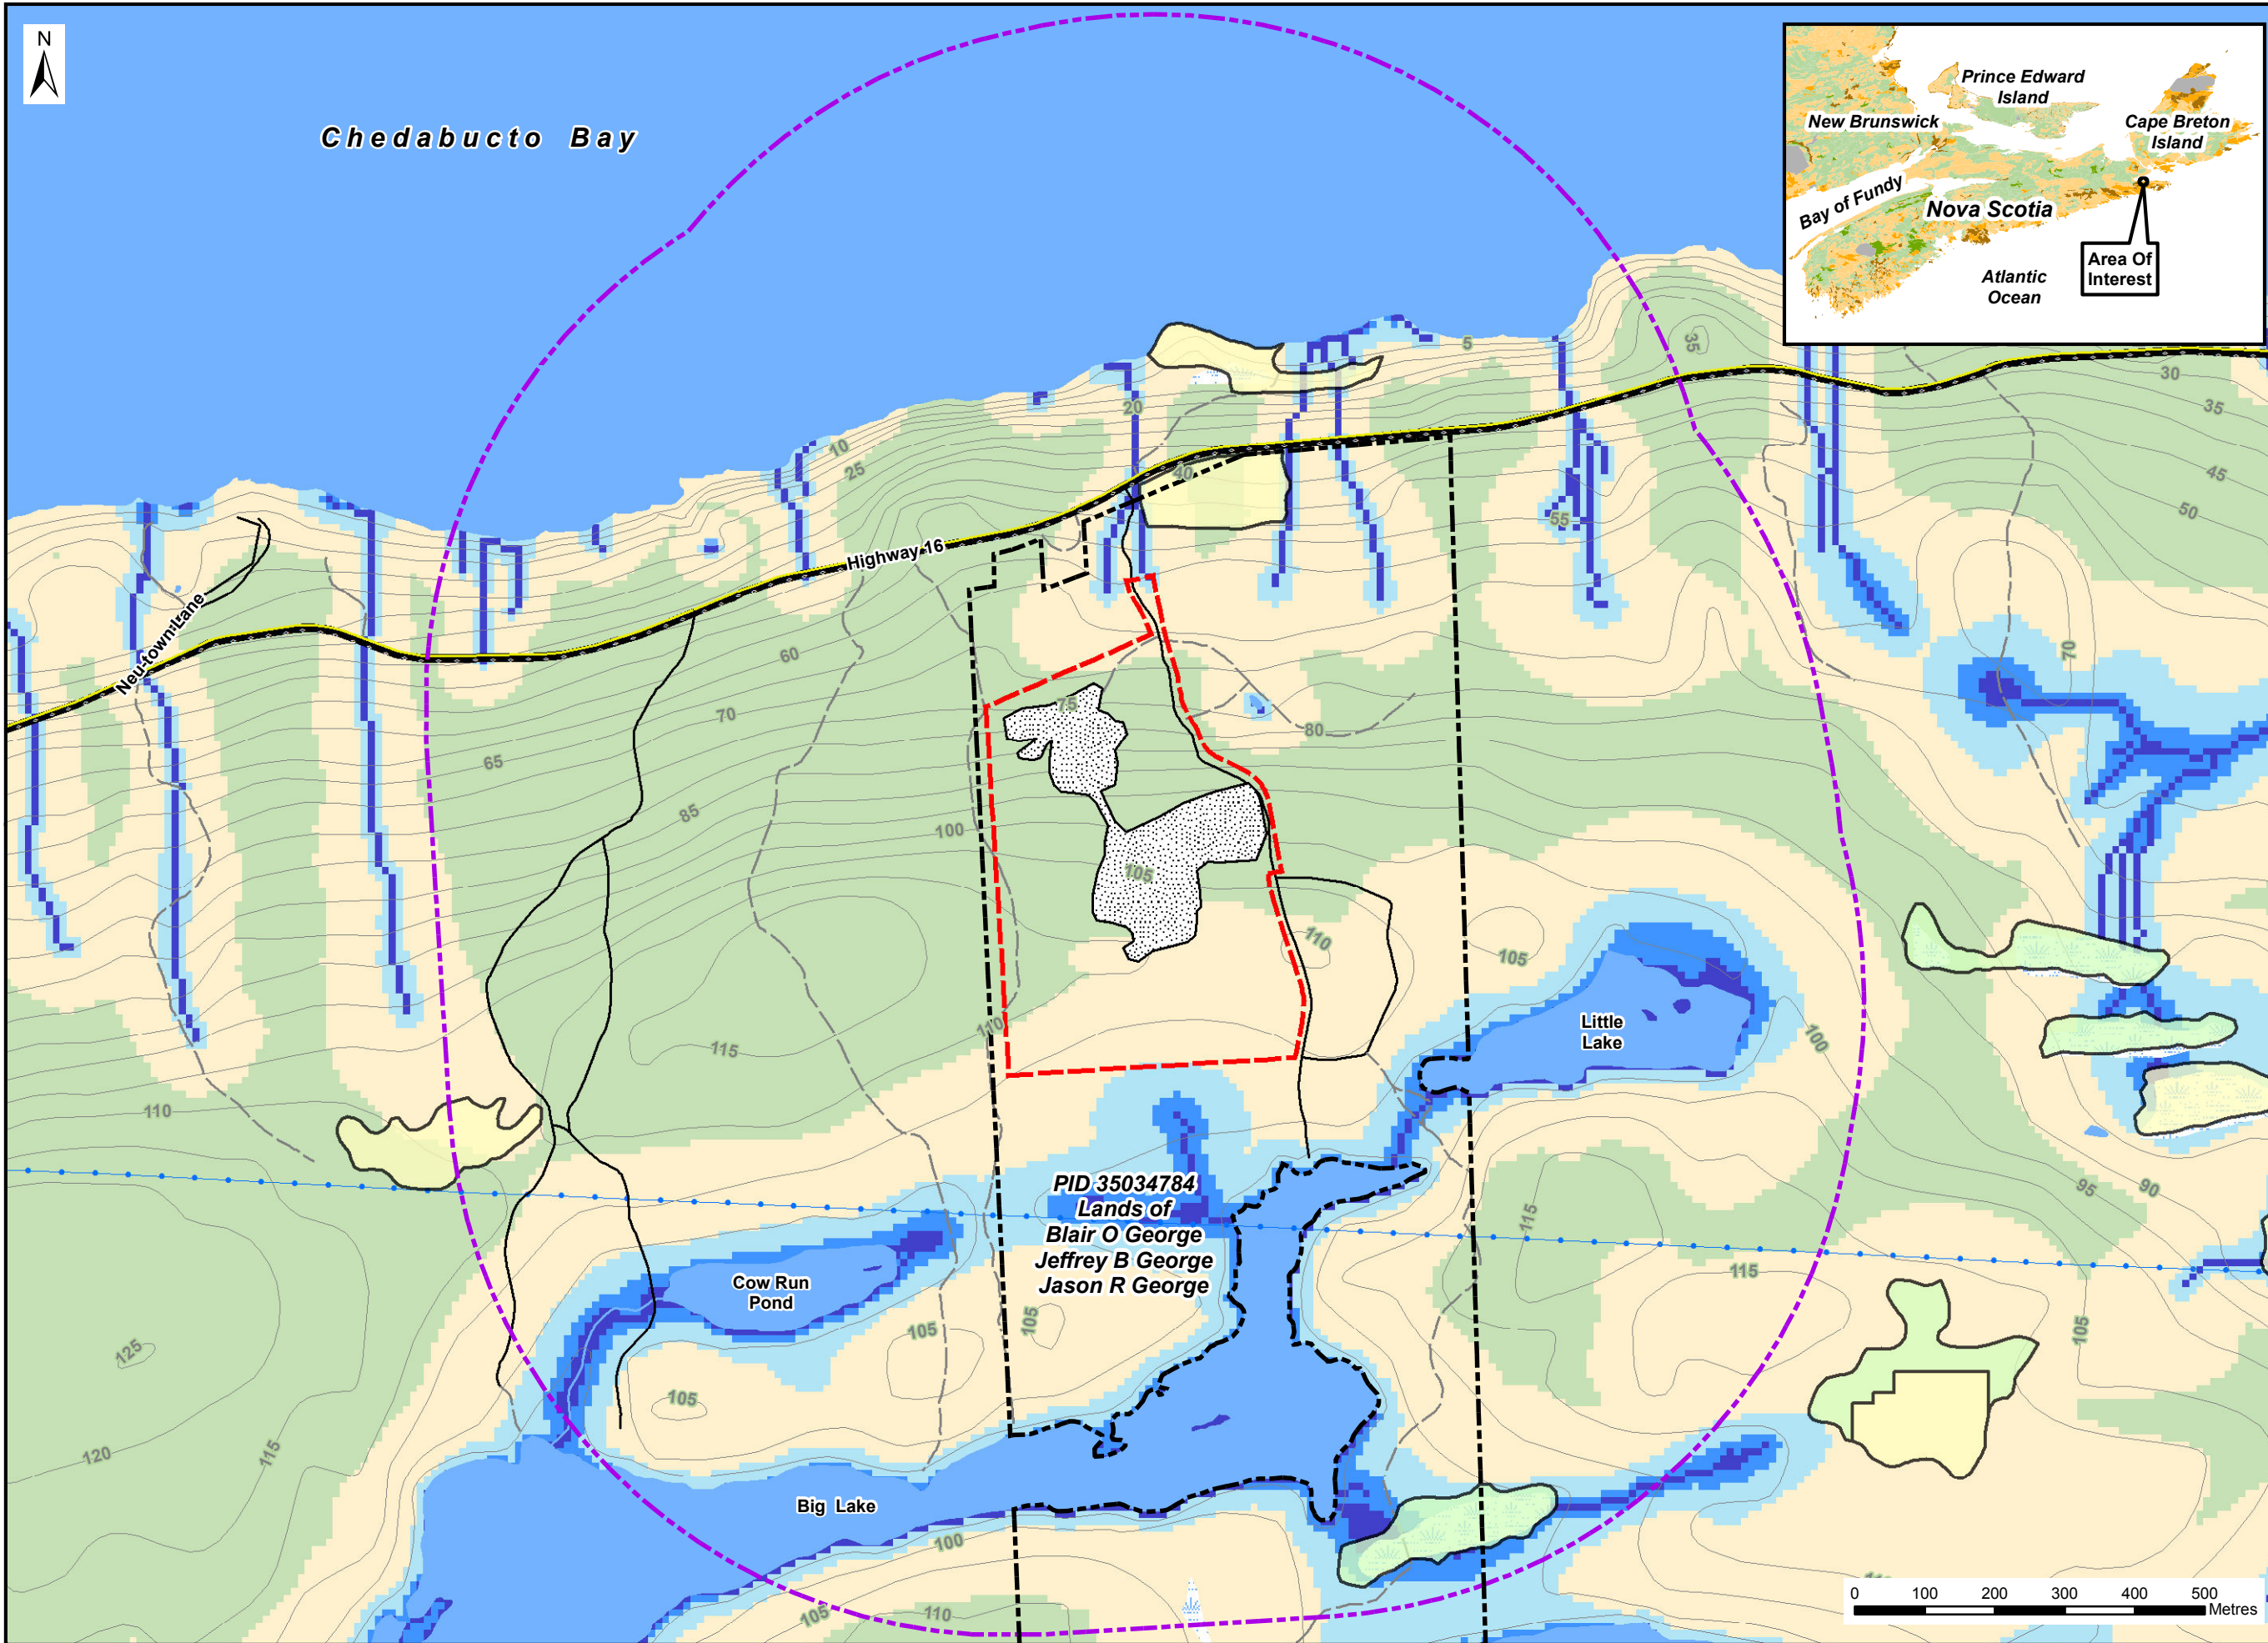 N
Chedabucto Bay
Prince Edward
Island
New Brunswick
Cape Breton
Island
Bay of Fundy
Nova Scotia
Area Of
Interest
Atlantic
Ocean
35
5
30
20
35
10
40
25
45
50
55
Highway 16
Neu-town Lane
60
70
75
70
80
65
85
100
105
110
105
110
Little
Lake
100
115
110
PID 35034784
Lands of
Blair O George
Jeffrey B George
Jason R George
95
90
115
115
Cow Run
Pond
105
105
105
125
105
120
115
Big Lake
100
105
110
0 100 200 300 400 500
Metres